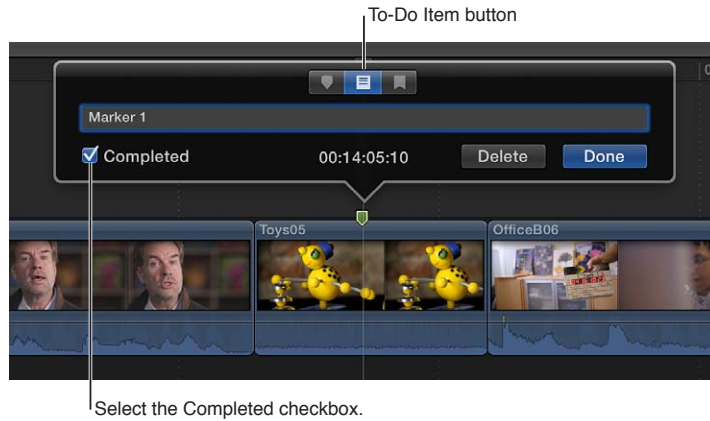 To-Do Item button
Marker 1
Completed
00:14:05:10
Delete
Done
Toys05
OfficeB06
Select the Completed checkbox.